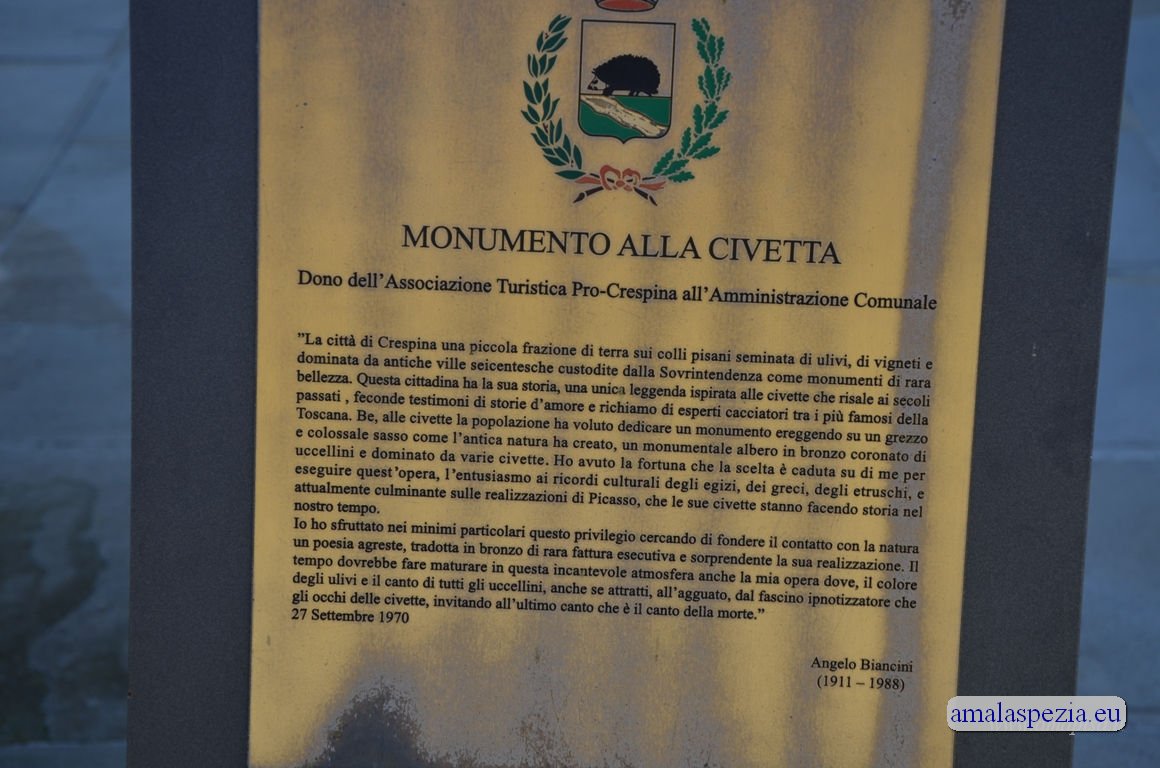 MONUMENTO ALLA CIVETTA
Dono dell'Associazione Turistica Pro-Crespina all'Amministrazione Comunale
"La città di Crespina una piccola frazione di terra sui colli pisani seminata di ulivi, di vigneti e
dominata da antiche ville seicentesche custodite dalla Sovrintendenza come monumenti di rara
bellezza. Questa cittadina ha la sua storia, una unica leggenda ispirata alle civette che risale ai secoli
passati , feconde testimoni di storie d'amore e richiamo di esperti cacciatori tra i più famosi della
Toscana. Be, alle civette la popolazione ha voluto dedicare un monumento ereggendo su un grezzo
e colossale sasso come l'antica natura ha creato, un monumentale albero in bronzo coronato di
uccellini e dominato da varie civette. Ho avuto la fortuna che la scelta è caduta su di me per
eseguire quest'opera, l'entusiasmo ai ricordi culturali degli egizi, dei greci, degli etruschi, e
attualmente culminante sulle realizzazioni di Picasso, che le sue civette stanno facendo storia nel
nostro tempo.
Io ho sfruttato nei minimi particolari questo privilegio cercando di fondere il contatto con la natura
un poesia agreste, tradotta in bronzo di rara fattura esecutiva e sorprendente la sua realizzazione. Il
tempo dovrebbe fare maturare in questa incantevole atmosfera anche la mia opera dove, il colore
degli ulivi e il canto di tutti gli uccellini, anche se attratti, all'agguato, dal fascino ipnotizzatore che
gli occhi delle civette, invitando all'ultimo canto che è il canto della morte."
27 Settembre 1970
Angelo Biancini
(1911 – 1988)
amalaspezia.eu